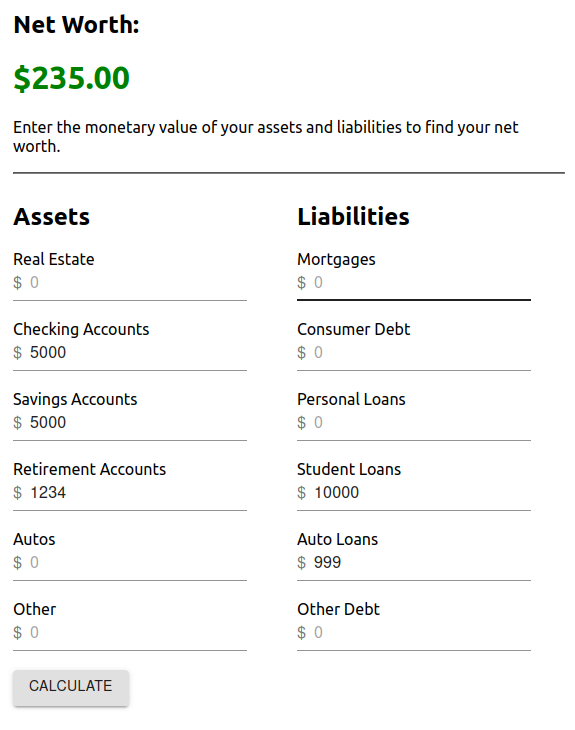 Net Worth:
$235.00
Enter the monetary value of your assets and liabilities to find your net
worth.
Assets
Real Estate
$ 0
Checking Accounts
$ 5000
Savings Accounts
$ 5000
Retirement Accounts
$ 1234
Autos
$ 0
Other
$ 0
Liabilities
Mortgages
$ 0
Consumer Debt
$ 0
Personal Loans
$ 0
Student Loans
$ 10000
Auto Loans
$ 999
Other Debt
$ 0
CALCULATE